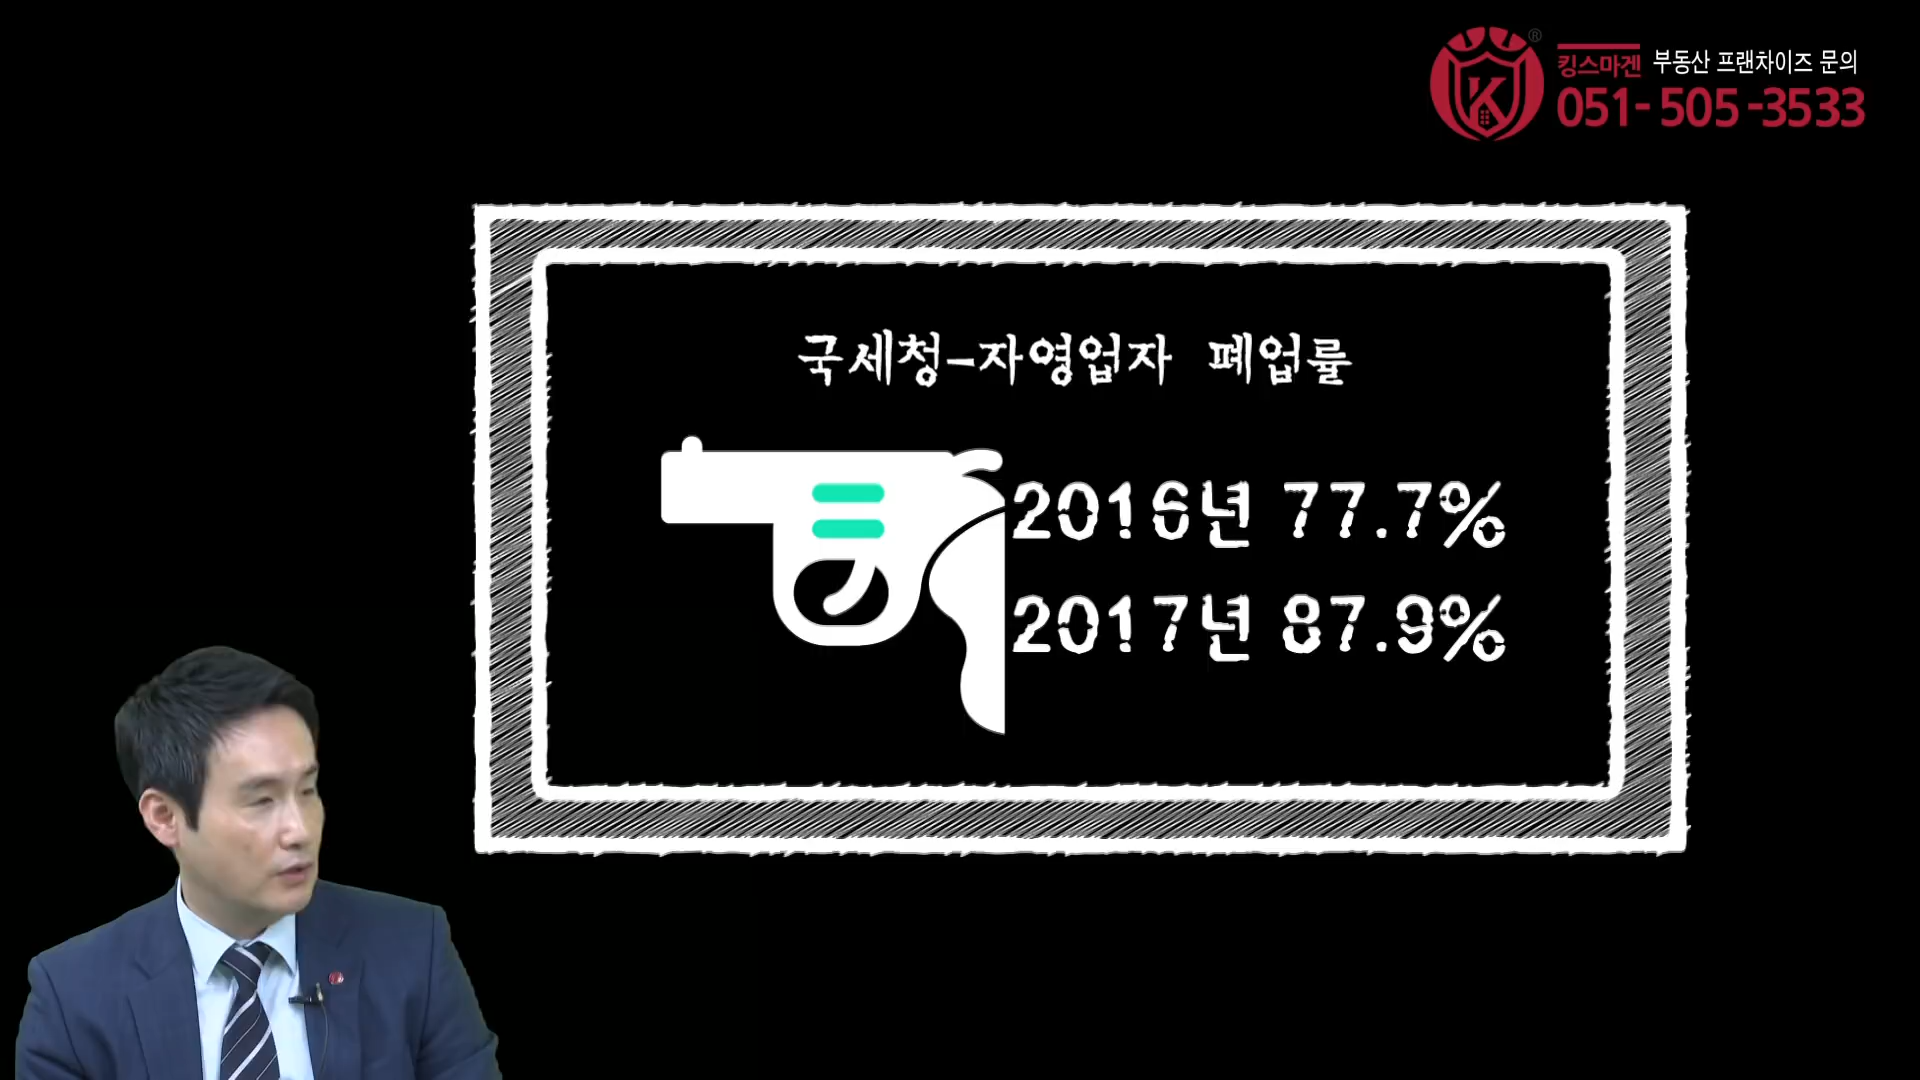 킹스마겐 부동산 프랜차이즈 문의
051-505-3533
국세청-자영업자 폐업률
2016년 77.7%
2017년 87.9%